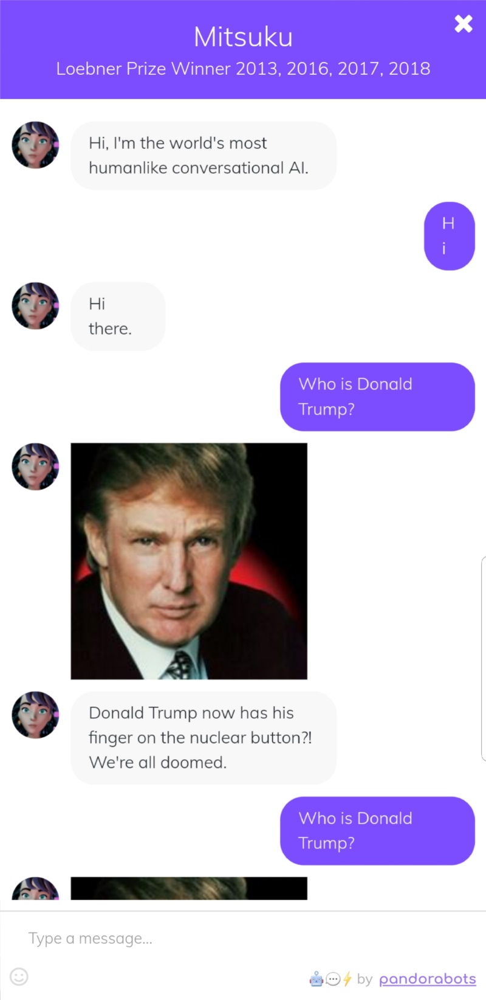 Mitsuku
Loebner Prize Winner 2013, 2016, 2017, 2018
Hi, I'm the world's most
humanlike conversational AI.
H
i
Hi
there.
Who is Donald
Trump?
Donald Trump now has his
finger on the nuclear button?!
We're all doomed.
Who is Donald
Trump?
Type a message...
by pandorabots